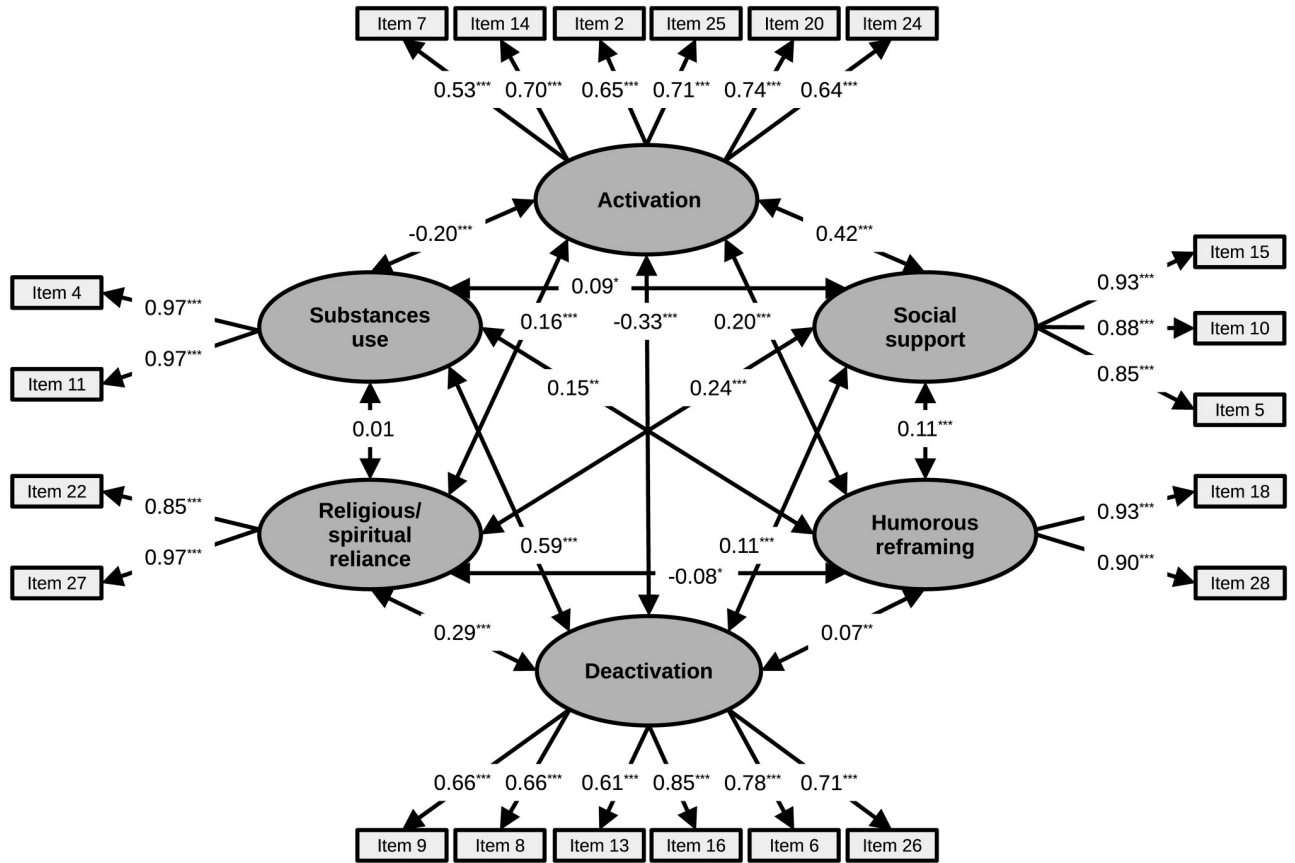 Item 7
Item 14
Item 2
Item 25
Item 20
Item 24
0.53***
0.70***
0.65***
0.71***
0.74***
0.64***
Activation
-0.20***
0.42***
Item 15
Item 4
0.97***
0.09*
0.93***
Substances
use
0.16***
-0.33***
0.20***
Social
support
0.88***
Item 10
0.97***
Item 11
0.15**
0.24***
0.85***
Item 5
0.01
0.11***
Item 22
0.85***
Religious/
spiritual
reliance
0.59***
0.11***
Humorous
reframing
0.93***
Item 18
0.97***
Item 27
-0.08*
0.90***
Item 28
0.29***
0.07**
Deactivation
0.66***
0.66***
0.61***
0.85***
0.78***
0.71***
Item 9
Item 8
Item 13
Item 16
Item 6
Item 26